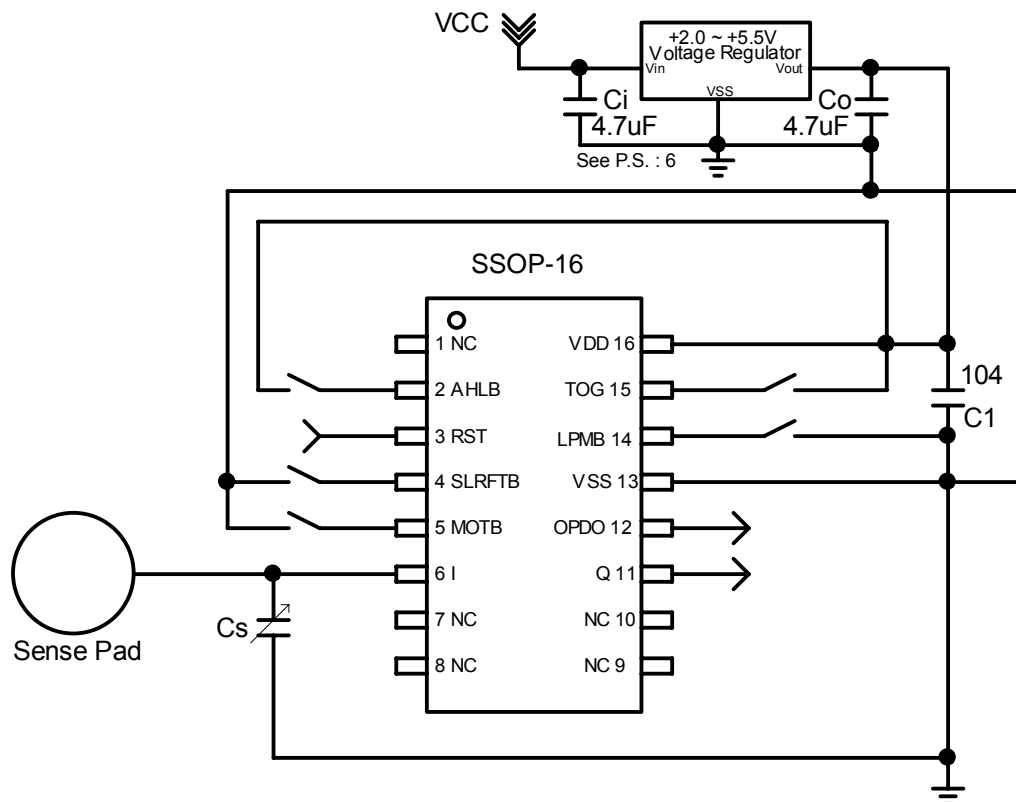 VCC
+2.0 ~ +5.5V
Voltage Regulator
Vin
Vout
VSS
Ci
4.7uF
Co
4.7uF
See P.S. : 6
SSOP-16
1 NC
VDD 16
2 AHLB
TOG 15
104
3 RST
LPMB 14
C1
4 SLRFTB
VSS 13
5 MOTB
OPDO 12
6 I
Q 11
Cs
7 NC
NC 10
Sense Pad
8 NC
NC 9